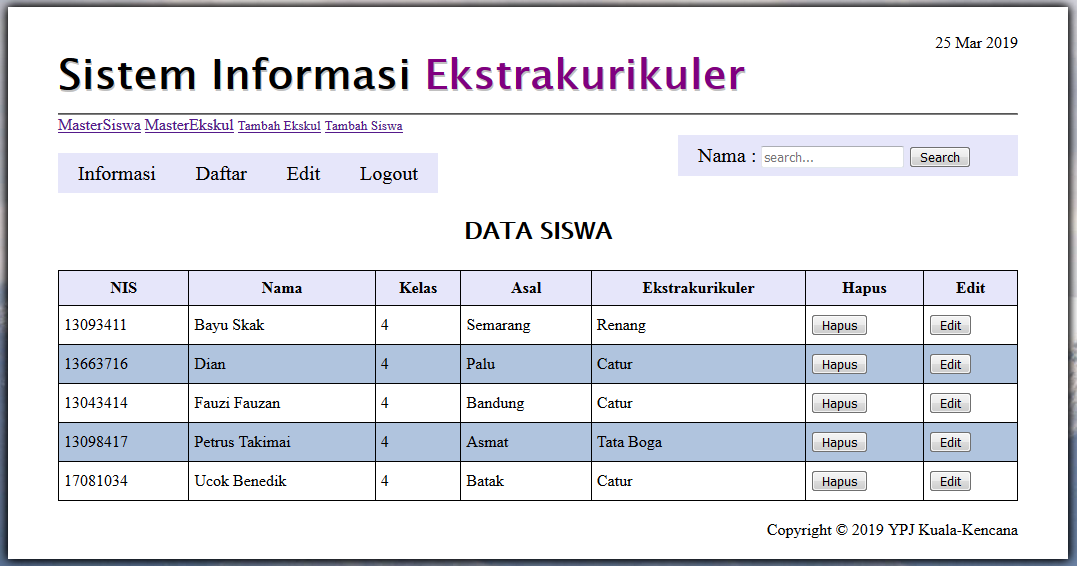 25 Mar 2019
Sistem Informasi Ekstrakurikuler
MasterSiswa MasterEkskul Tambah Ekskul Tambah Siswa
Nama : search... Search
Informasi Daftar Edit Logout
DATA SISWA
NIS Nama Kelas Asal Ekstrakurikuler Hapus Edit
13093411 Bayu Skak 4 Semarang Renang Hapus Edit
13663716 Dian 4 Palu Catur Hapus Edit
13043414 Fauzi Fauzan 4 Bandung Catur Hapus Edit
13098417 Petrus Takimai 4 Asmat Tata Boga Hapus Edit
17081034 Ucok Benedik 4 Batak Catur Hapus Edit
Copyright © 2019 YPJ Kuala-Kencana